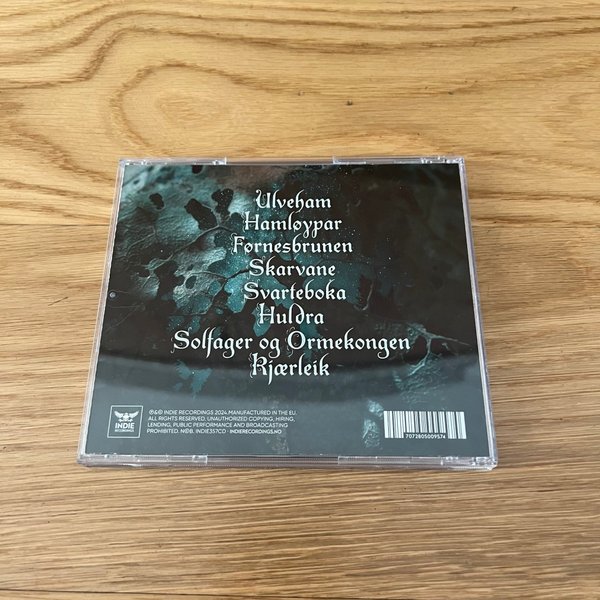 Ulveham
Hamløypar
Førnesbrunen
Skarvane
Svarteboka
Huldra
Solfager og Ormekongen
Kjærleik
INDIE
RECORDINGS
℗&© INDIE RECORDINGS 2024 MANUFACTURED IN THE EU.
ALL RIGHTS RESERVED, UNAUTHORIZED COPYING, HIRING,
LENDING, PUBLIC PERFORMANCE AND BROADCASTING
PROHIBITED. N©B. INDIE357CD - INDIERECORDINGS.NO
7072805009574